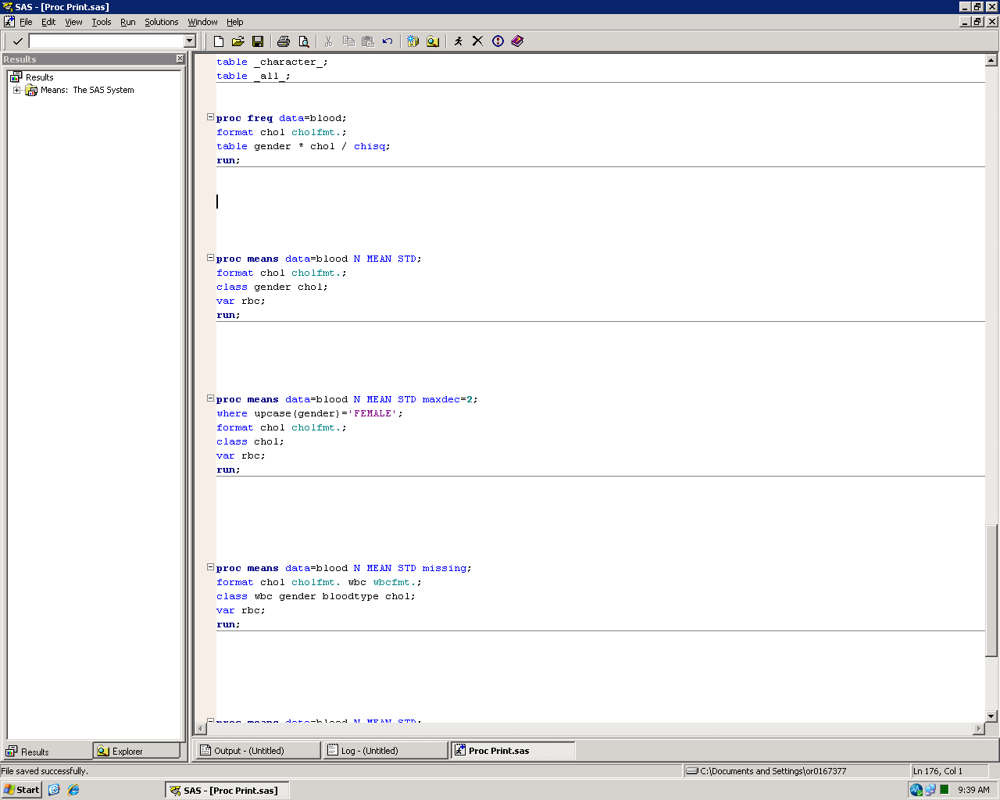 SAS - [Proc Print.sas]
File Edit View Tools Run Solutions Window Help
Results
Results
Means: The SAS System
table _character_;
table _all_;
proc freq data=blood;
format chol cholfmt.;
table gender * chol / chisq;
run;
proc means data=blood N MEAN STD;
format chol cholfmt.;
class gender chol;
var rbc;
run;
proc means data=blood N MEAN STD maxdec=2;
where upcase(gender)='FEMALE';
format chol cholfmt.;
class chol;
var rbc;
run;
proc means data=blood N MEAN STD missing;
format chol cholfmt. wbc wbcfmt.;
class wbc gender bloodtype chol;
var rbc;
run;
proc means data=blood N MEAN STD;
Results Explorer
Output - (Untitled) Log - (Untitled) Proc Print.sas
File saved successfully. C:\Documents and Settings\or0167377 Ln 176, Col 1
Start SAS - [Proc Print.sas] 9:39 AM